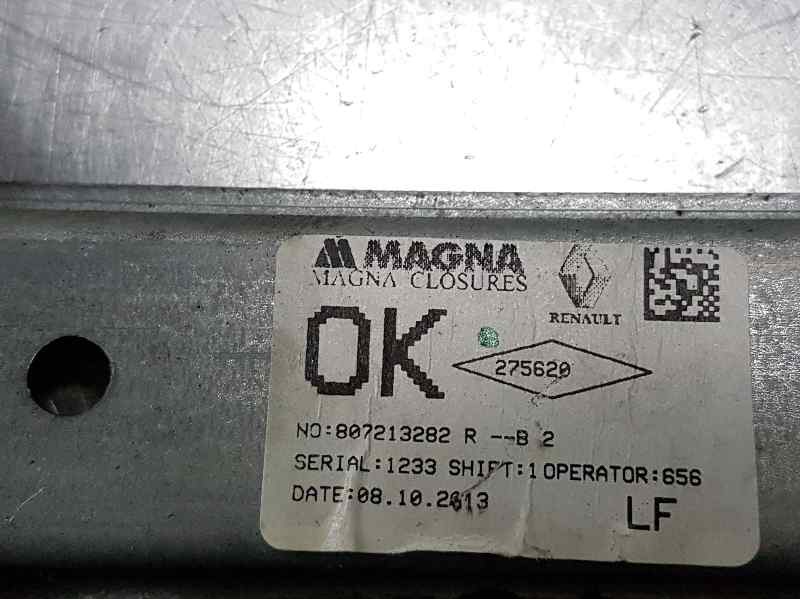 MAGNA
MAGNA CLOSURES
RENAULT
OK
275620
NO:807213282 R --B 2
SERIAL:1233 SHIFT:1 OPERATOR:656
DATE:08.10.2013
LF